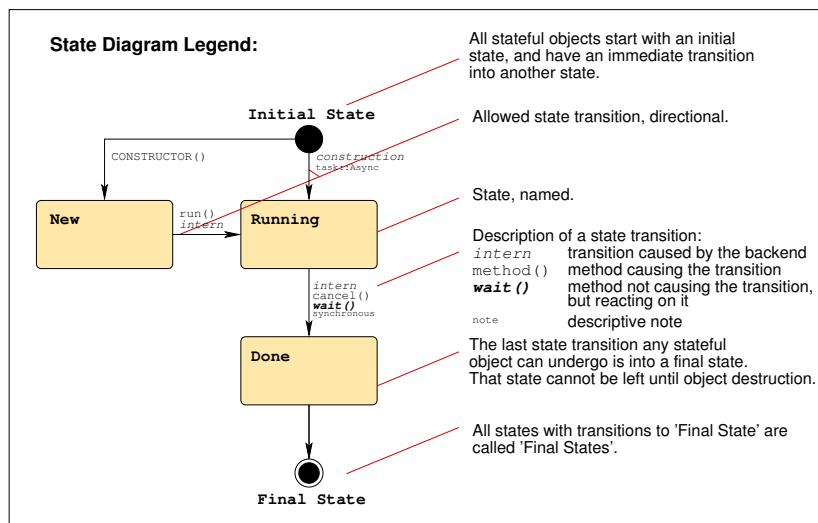 State Diagram Legend:
All stateful objects start with an initial
state, and have an immediate transition
into another state.
Initial State
Allowed state transition, directional.
CONSTRUCTOR()
construction
task::Async
New
run()
intern
Running
State, named.
Description of a state transition:
intern transition caused by the backend
method() method causing the transition
wait() method not causing the transition,
but reacting on it
note descriptive note
intern
cancel()
wait()
synchronous
Done
The last state transition any stateful
object can undergo is into a final state.
That state cannot be left until object destruction.
All states with transitions to 'Final State' are
called 'Final States'.
Final State